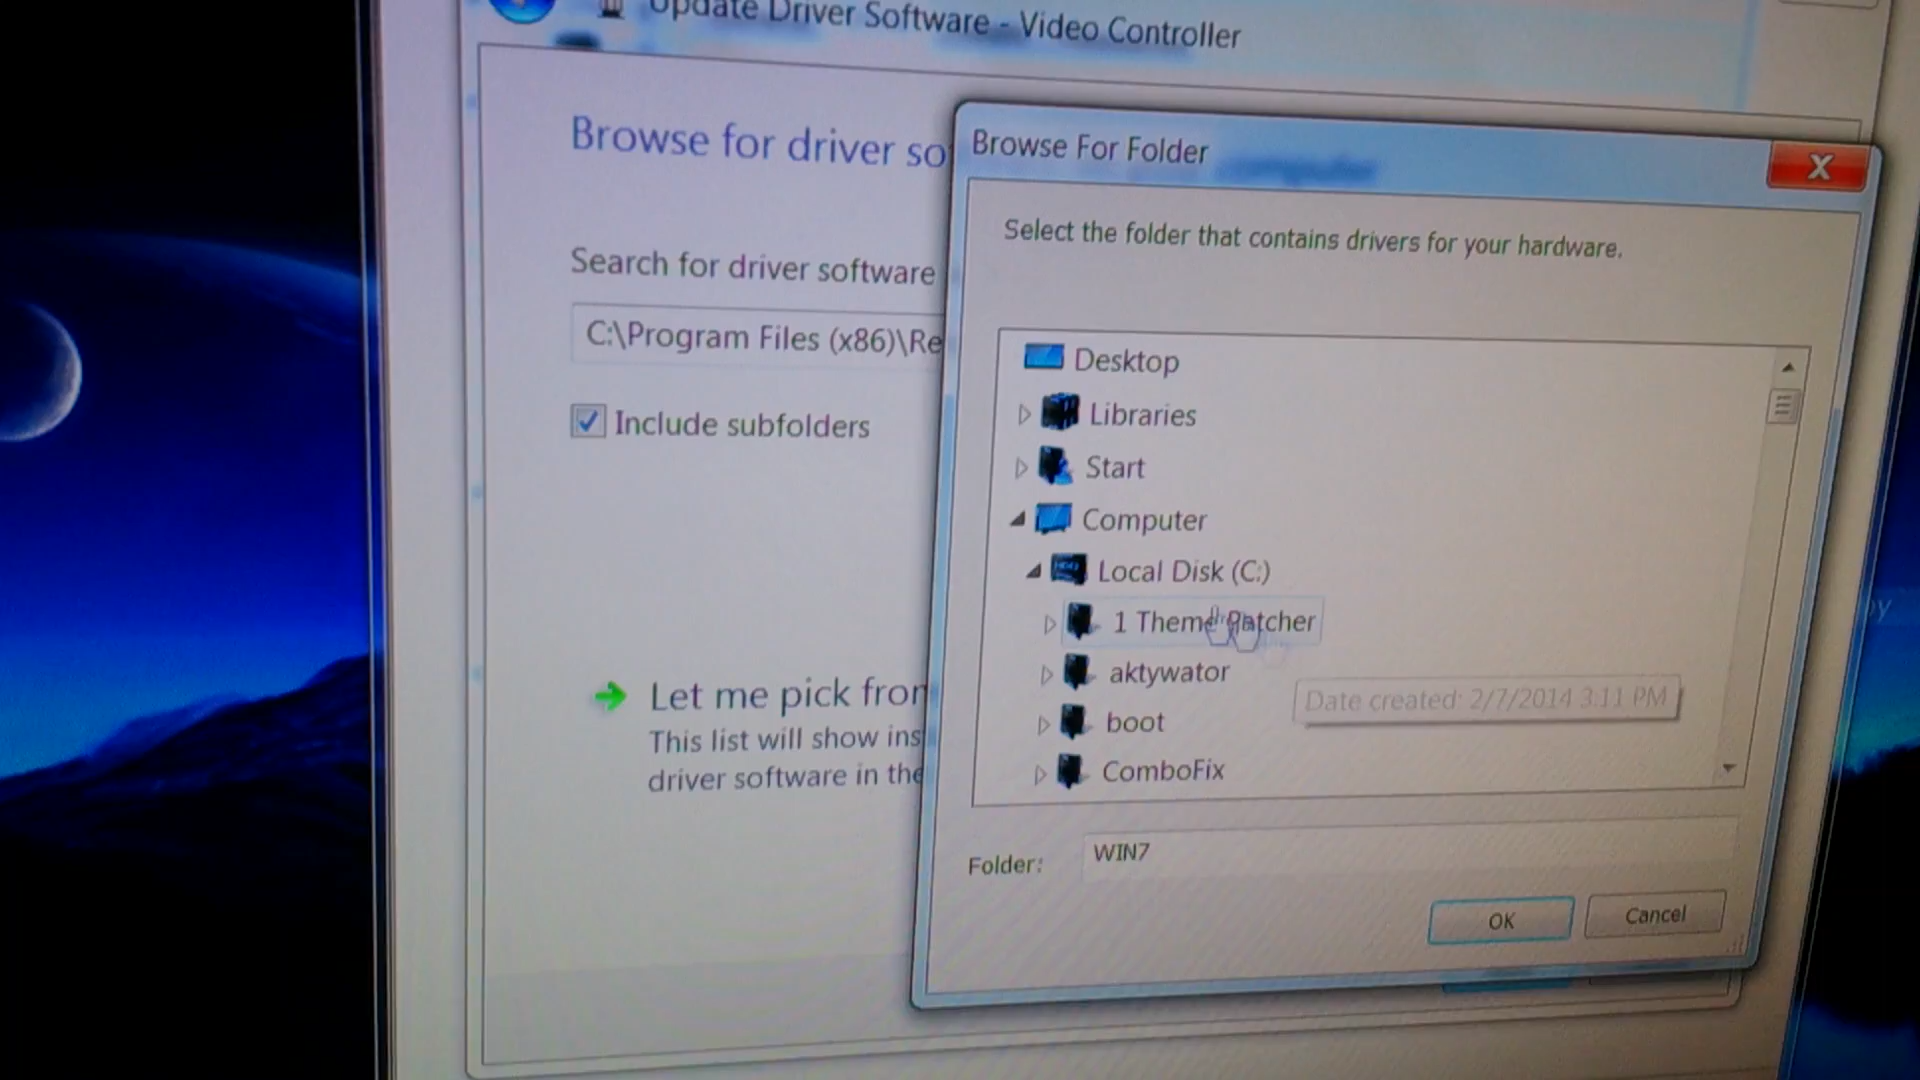 Update Driver Software - Video Controller
Browse for driver so
Search for driver software
C:\Program Files (x86)\Re
Include subfolders
Let me pick from
This list will show ins
driver software in the
Browse For Folder
X
Select the folder that contains drivers for your hardware.
Desktop
Libraries
Start
Computer
Local Disk (C:)
1 Theme Patcher
aktywator
Date created: 2/7/2014 3:11 PM
boot
ComboFix
Folder:
WIN7
OK
Cancel